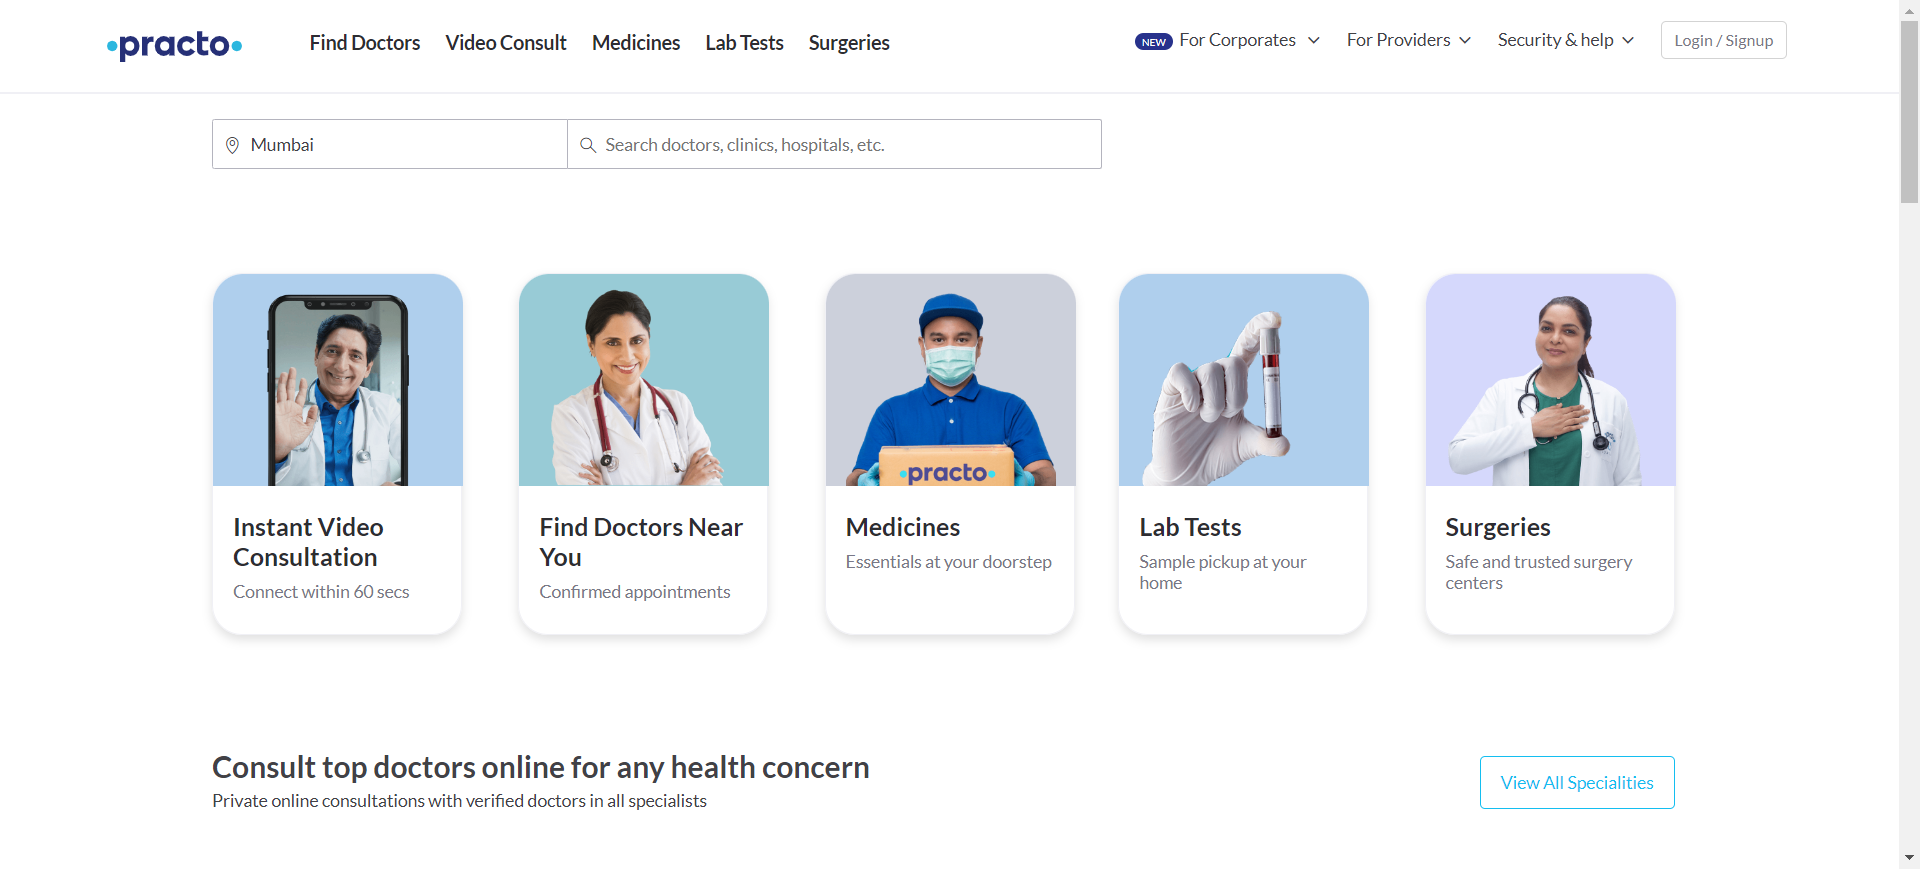 practo
Find Doctors
Video Consult
Medicines
Lab Tests
Surgeries
NEW
For Corporates
For Providers
Security & help
Login / Signup
Mumbai
Search doctors, clinics, hospitals, etc.
practo
Instant Video
Consultation
Connect within 60 secs
Find Doctors Near
You
Confirmed appointments
Medicines
Essentials at your doorstep
Lab Tests
Sample pickup at your
home
Surgeries
Safe and trusted surgery
centers
Consult top doctors online for any health concern
Private online consultations with verified doctors in all specialists
View All Specialities